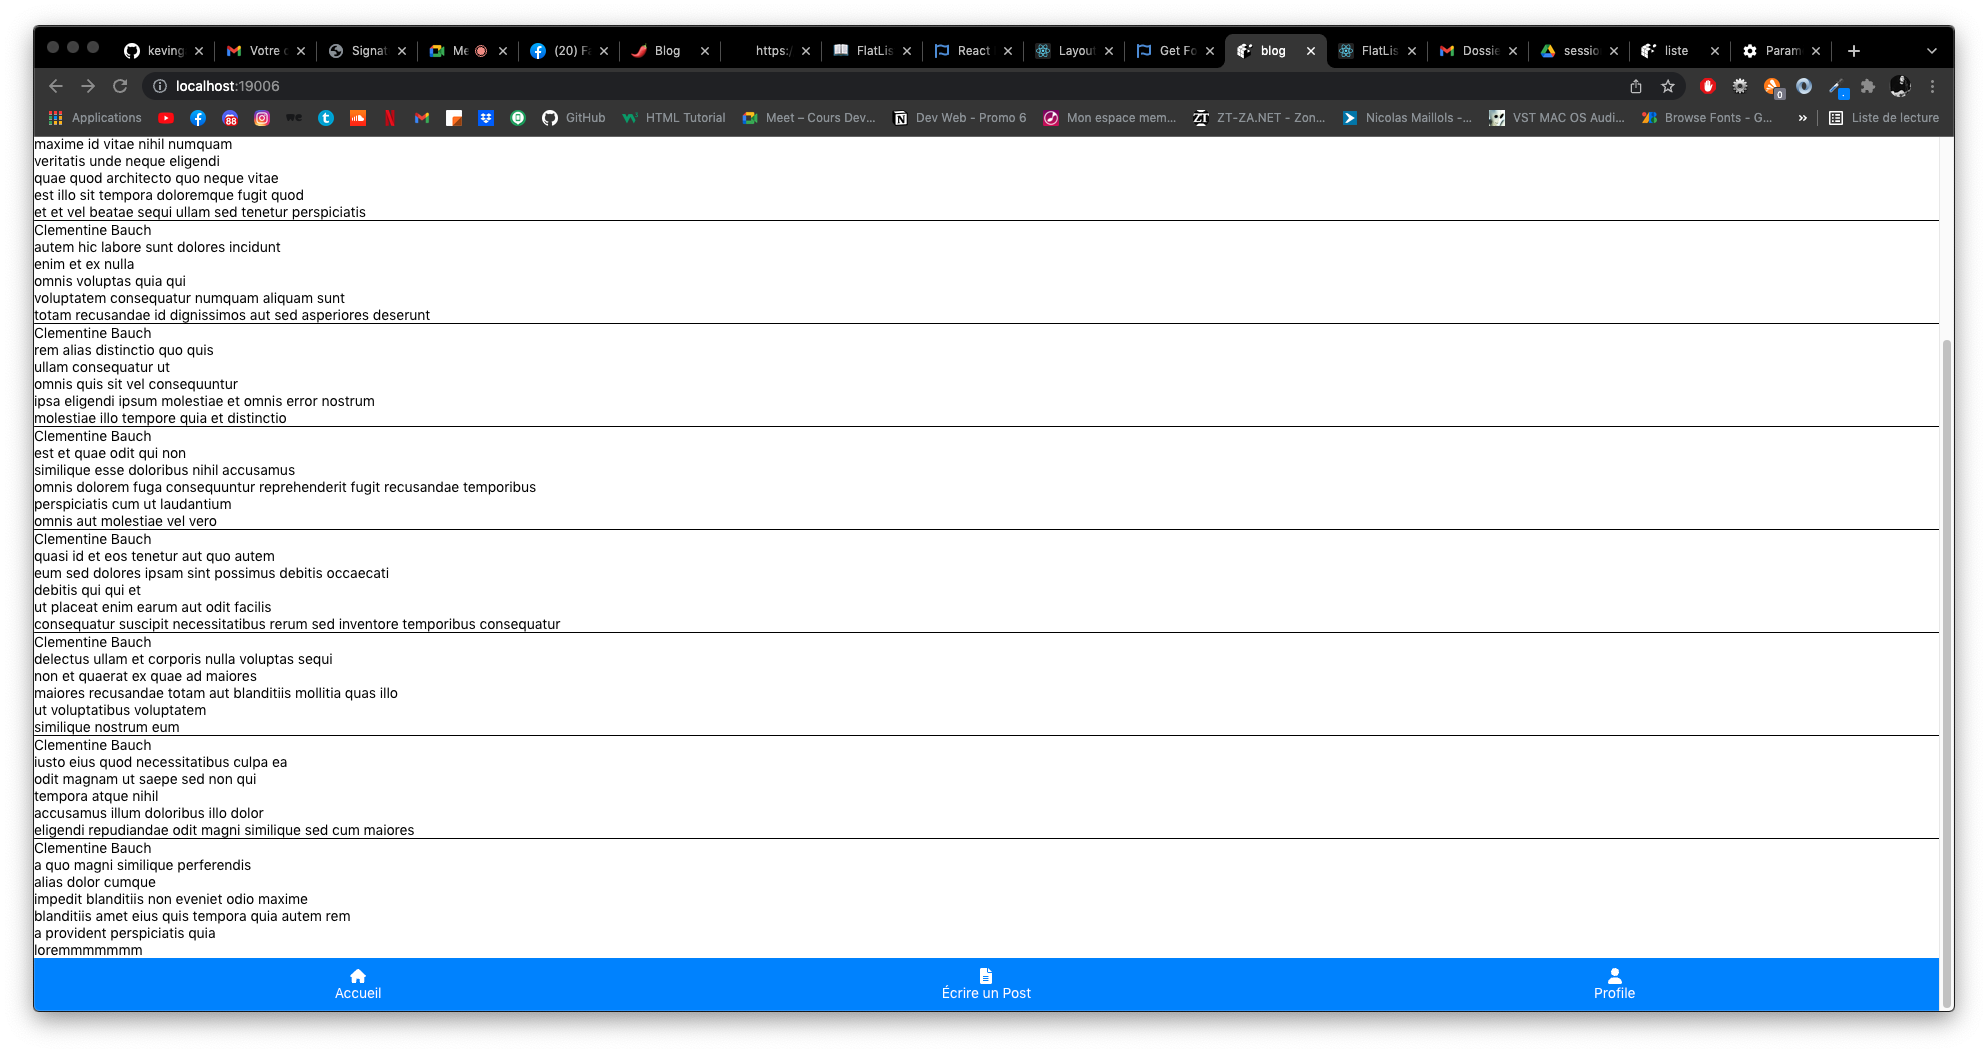 keving
Votre d
Signat
Me
(20) Fa
Blog
https:/
FlatLis
React
Layout
Get Fo
blog
FlatLis
Dossie
sessio
liste
Param
localhost:19006
0
Applications
88
we
GitHub
HTML Tutorial
Meet – Cours Dev...
Dev Web - Promo 6
Mon espace mem...
ZT-ZA.NET - Zon...
Nicolas Maillols -...
VST MAC OS Audi...
Browse Fonts - G...
»
Liste de lecture
maxime id vitae nihil numquam
veritatis unde neque eligendi
quae quod architecto quo neque vitae
est illo sit tempora doloremque fugit quod
et et vel beatae sequi ullam sed tenetur perspiciatis
Clementine Bauch
autem hic labore sunt dolores incidunt
enim et ex nulla
omnis voluptas quia qui
voluptatem consequatur numquam aliquam sunt
totam recusandae id dignissimos aut sed asperiores deserunt
Clementine Bauch
rem alias distinctio quo quis
ullam consequatur ut
omnis quis sit vel consequuntur
ipsa eligendi ipsum molestiae et omnis error nostrum
molestiae illo tempore quia et distinctio
Clementine Bauch
est et quae odit qui non
similique esse doloribus nihil accusamus
omnis dolorem fuga consequuntur reprehenderit fugit recusandae temporibus
perspiciatis cum ut laudantium
omnis aut molestiae vel vero
Clementine Bauch
quasi id et eos tenetur aut quo autem
eum sed dolores ipsam sint possimus debitis occaecati
debitis qui qui et
ut placeat enim earum aut odit facilis
consequatur suscipit necessitatibus rerum sed inventore temporibus consequatur
Clementine Bauch
delectus ullam et corporis nulla voluptas sequi
non et quaerat ex quae ad maiores
maiores recusandae totam aut blanditiis mollitia quas illo
ut voluptatibus voluptatem
similique nostrum eum
Clementine Bauch
iusto eius quod necessitatibus culpa ea
odit magnam ut saepe sed non qui
tempora atque nihil
accusamus illum doloribus illo dolor
eligendi repudiandae odit magni similique sed cum maiores
Clementine Bauch
a quo magni similique perferendis
alias dolor cumque
impedit blanditiis non eveniet odio maxime
blanditiis amet eius quis tempora quia autem rem
a provident perspiciatis quia
loremmmmmmm
Accueil
Écrire un Post
Profile